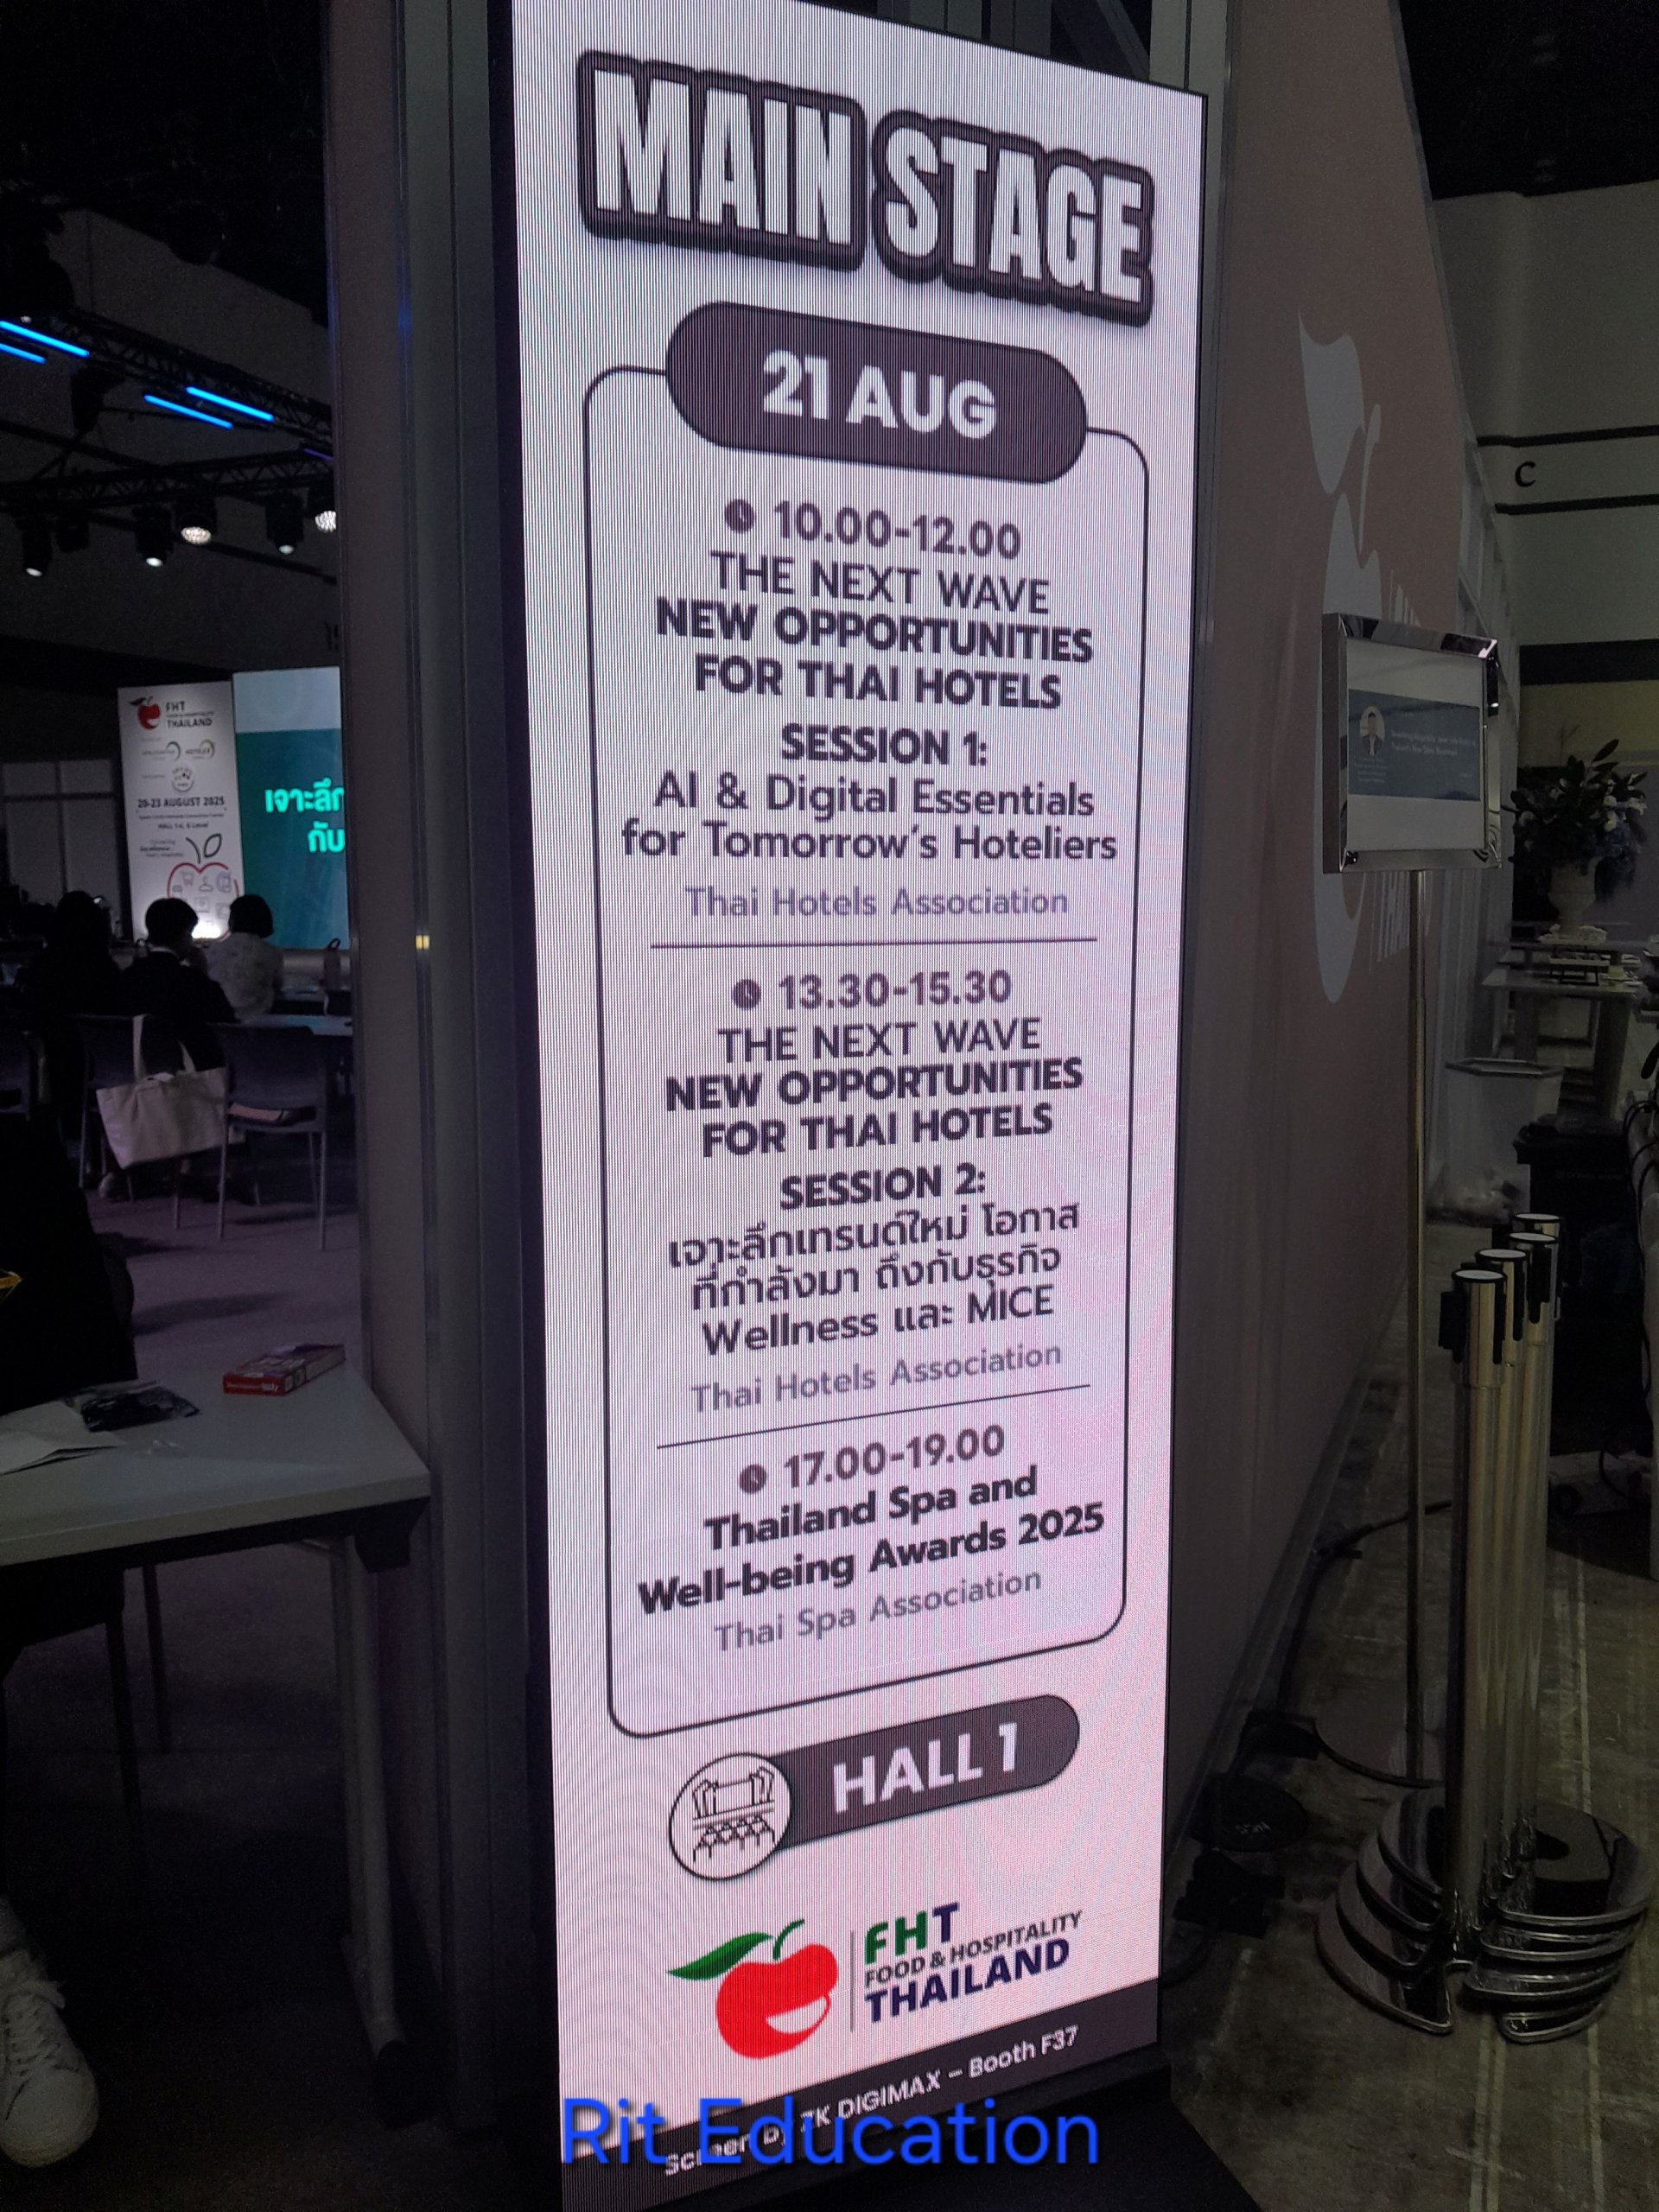 MAIN STAGE
21 AUG
10.00-12.00
THE NEXT WAVE
NEW OPPORTUNITIES
FOR THAI HOTELS
SESSION 1:
AI & Digital Essentials
for Tomorrow's Hoteliers
Thai Hotels Association
13.30-15.30
THE NEXT WAVE
NEW OPPORTUNITIES
FOR THAI HOTELS
SESSION 2:
เจาะลึกเทรนด์ใหม่ โอกาส
ที่กำลังมา ถึงกับธุรกิจ
Wellness และ MICE
Thai Hotels Association
17.00-19.00
Thailand Spa and
Well-being Awards 2025
Thai Spa Association
HALL 1
FHT
FOOD & HOSPITALITY
THAILAND
Screen by ZK DIGIMAX – Booth F37
Rit Education
FHT
FOOD & HOSPITALITY
THAILAND
20-23 AUGUST 2025
เจาะลึก
กับ
C